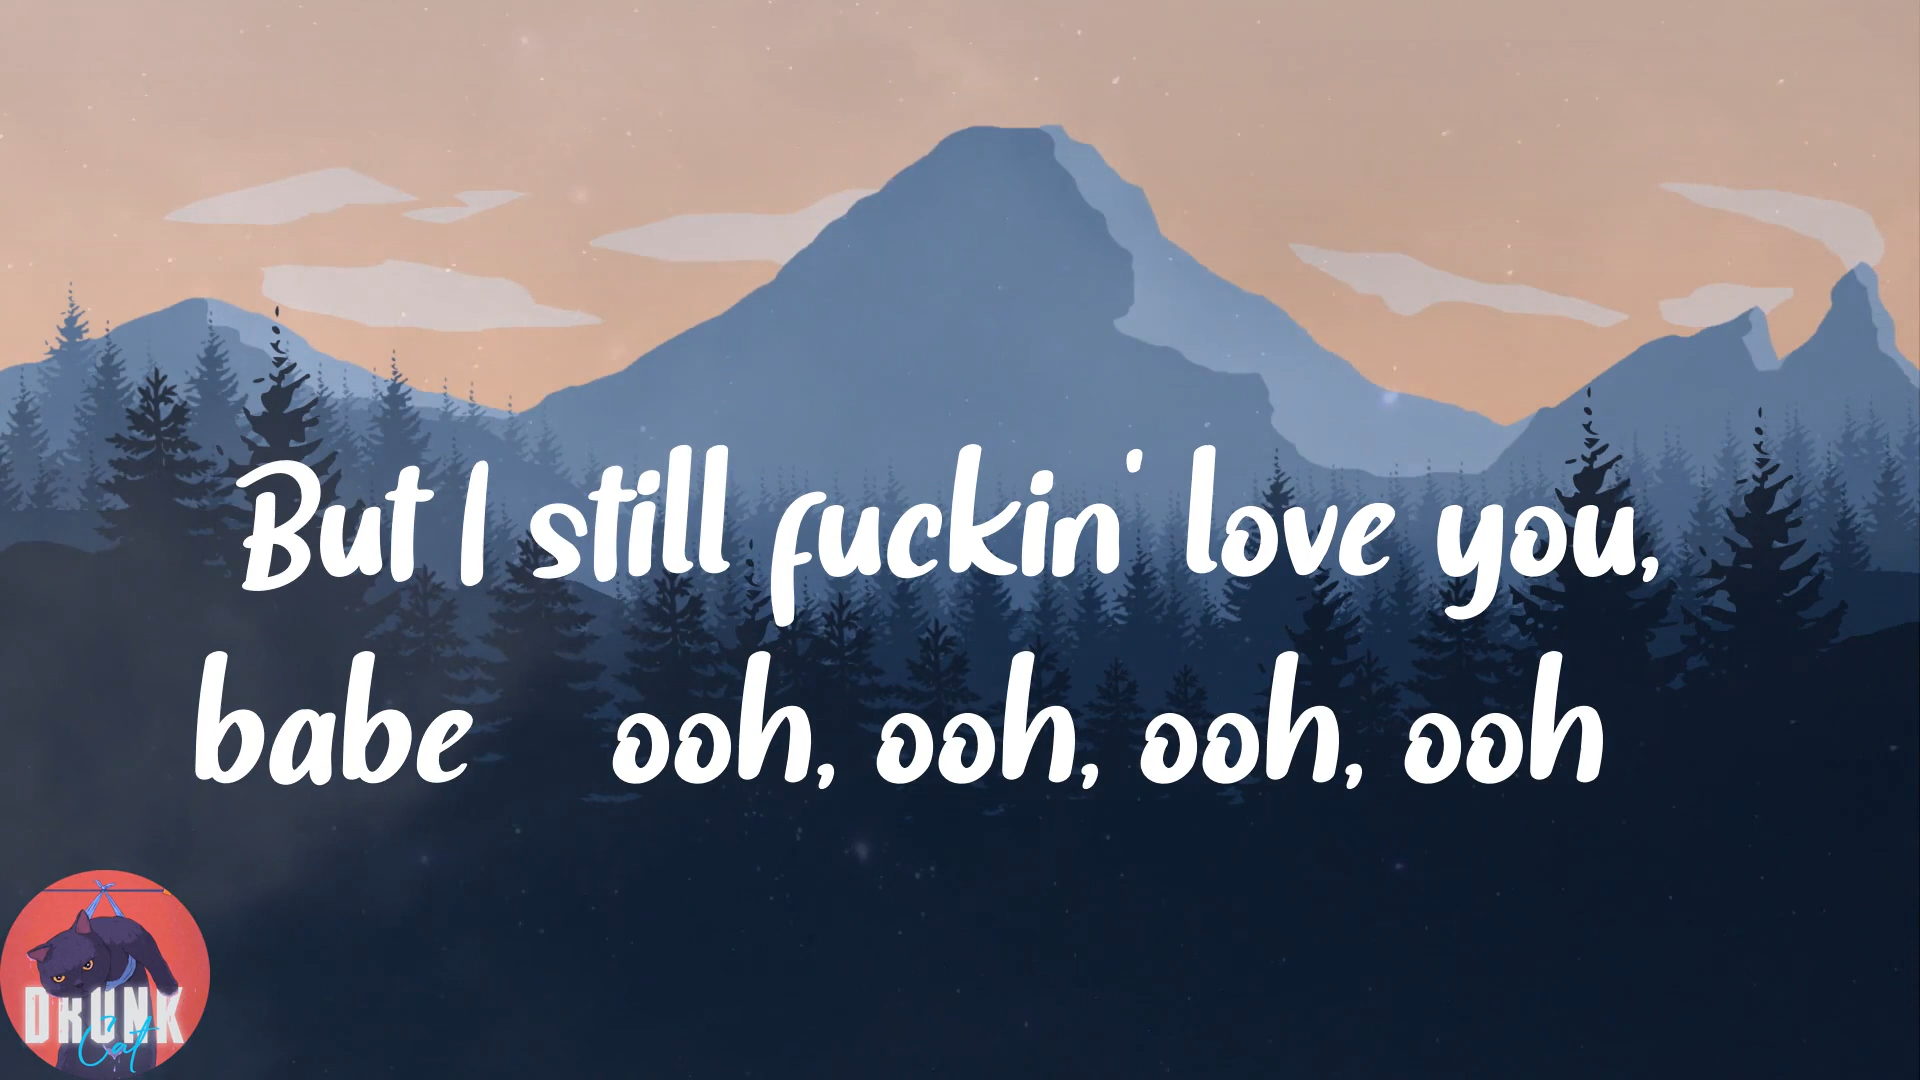 But I still fuckin' love you,
babe ooh, ooh, ooh, ooh
DRUNK
Cat